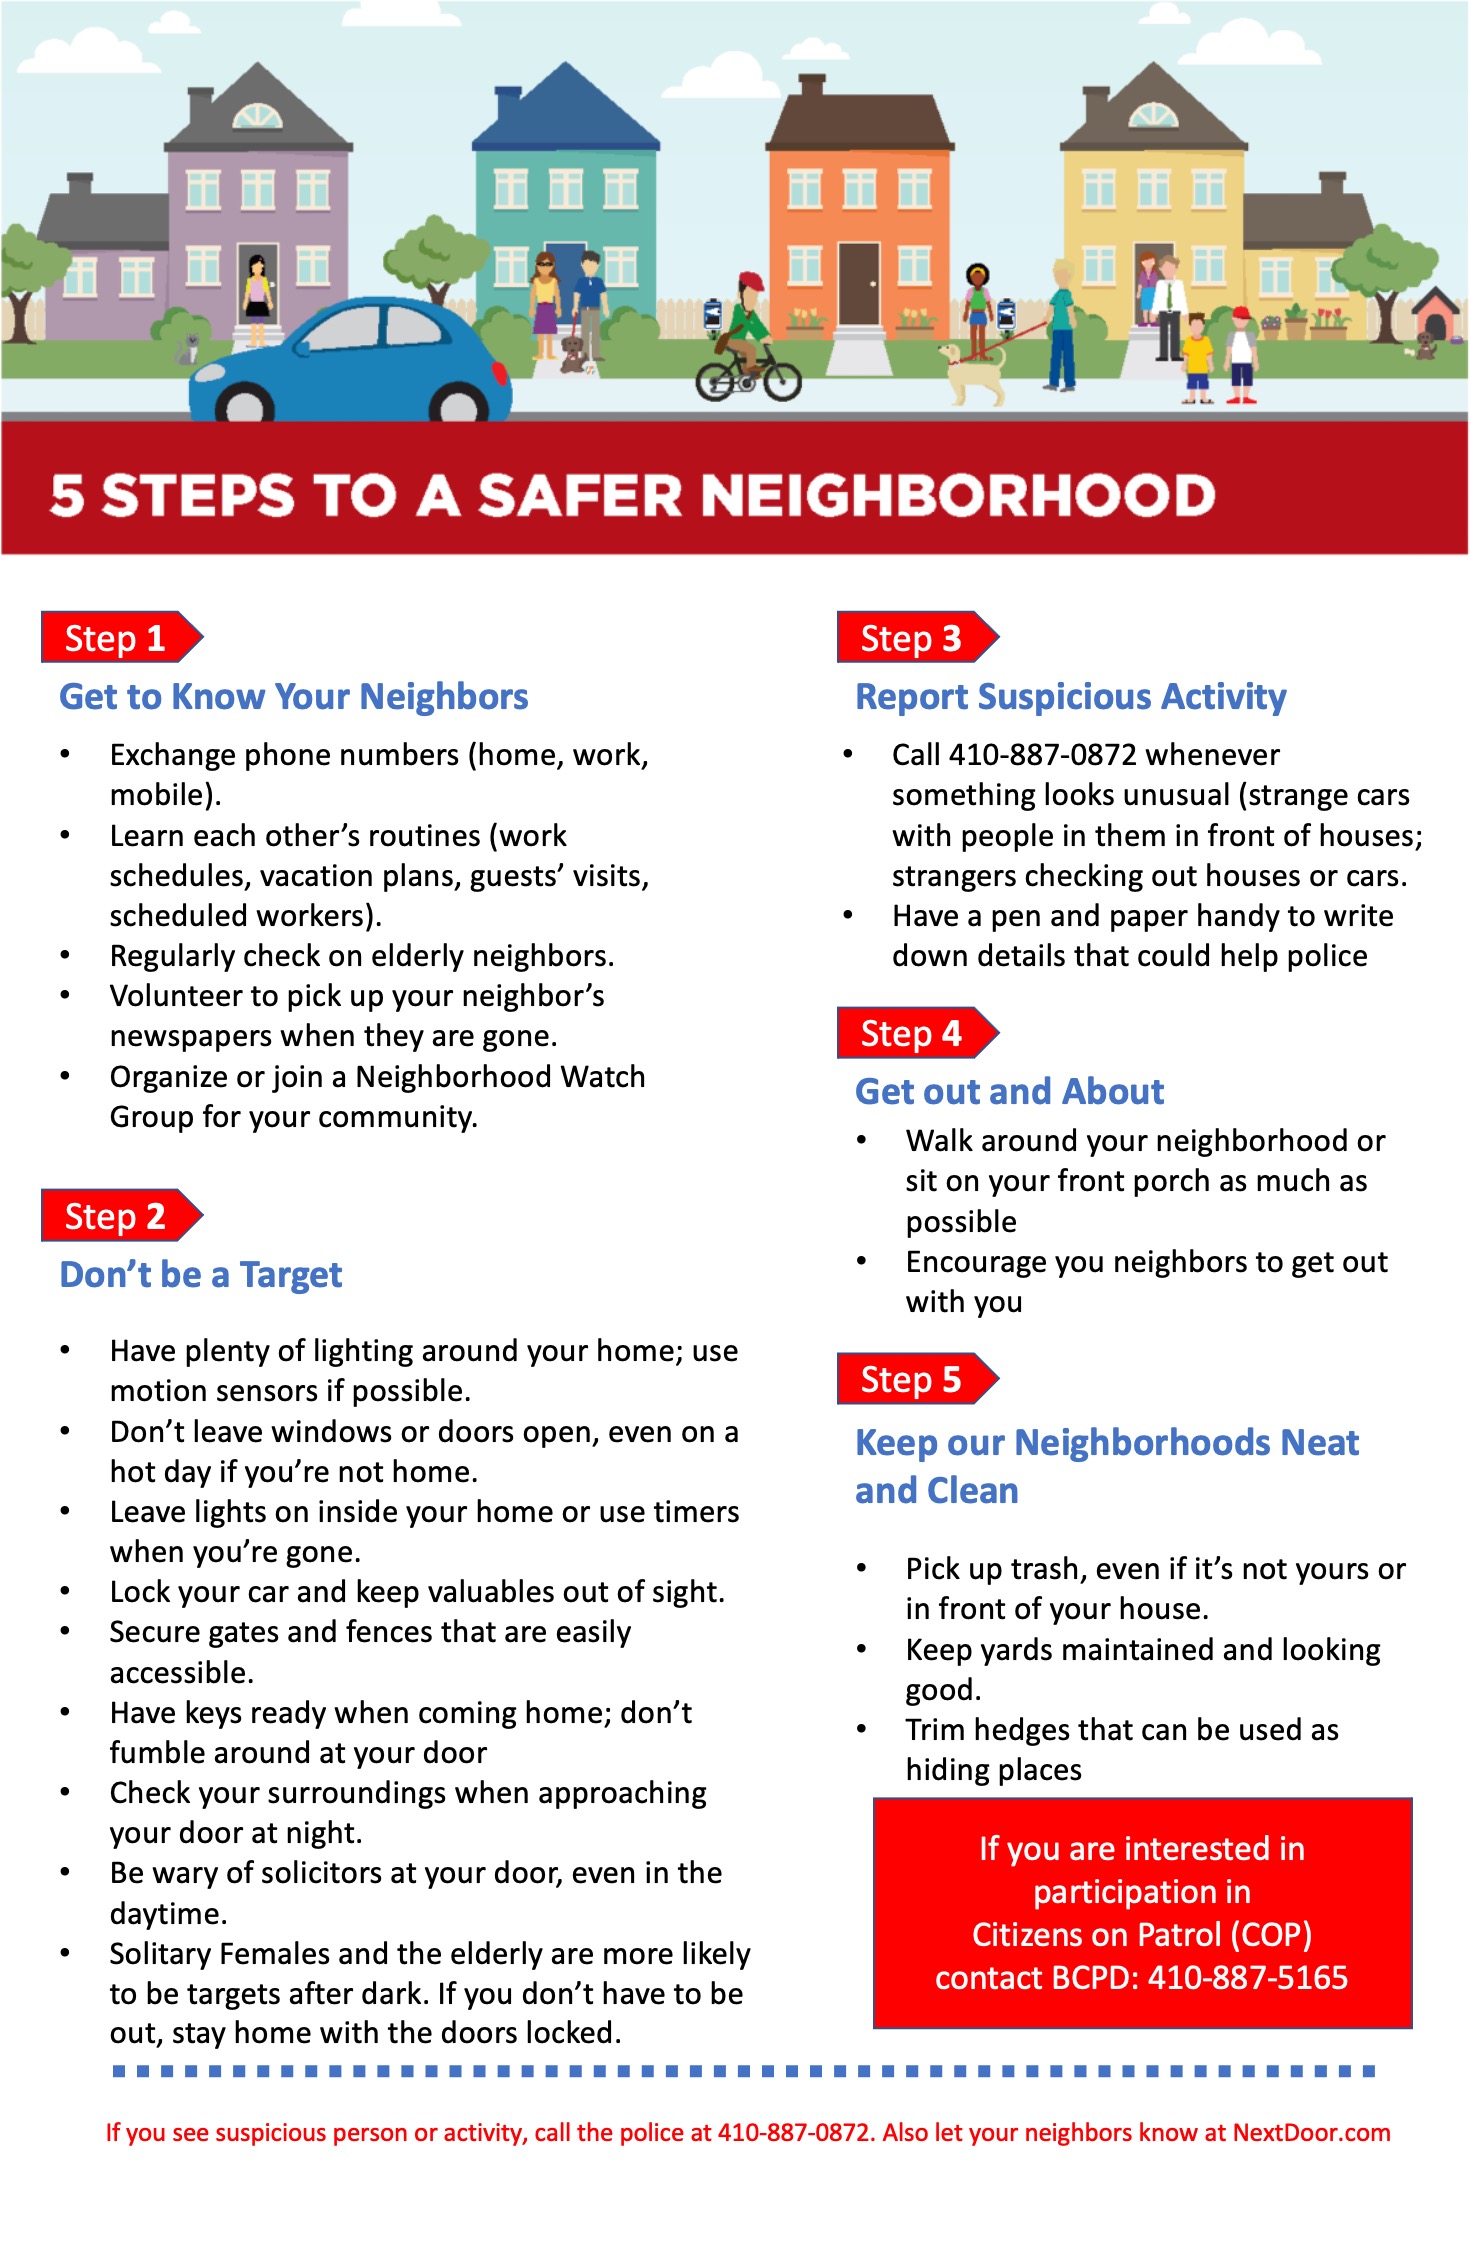 5 STEPS TO A SAFER NEIGHBORHOOD
Step 1
Get to Know Your Neighbors
• Exchange phone numbers (home, work,
mobile).
• Learn each other’s routines (work
schedules, vacation plans, guests’ visits,
scheduled workers).
• Regularly check on elderly neighbors.
• Volunteer to pick up your neighbor’s
newspapers when they are gone.
• Organize or join a Neighborhood Watch
Group for your community.
Step 2
Don’t be a Target
• Have plenty of lighting around your home; use
motion sensors if possible.
• Don’t leave windows or doors open, even on a
hot day if you’re not home.
• Leave lights on inside your home or use timers
when you’re gone.
• Lock your car and keep valuables out of sight.
• Secure gates and fences that are easily
accessible.
• Have keys ready when coming home; don’t
fumble around at your door
• Check your surroundings when approaching
your door at night.
• Be wary of solicitors at your door, even in the
daytime.
• Solitary Females and the elderly are more likely
to be targets after dark. If you don’t have to be
out, stay home with the doors locked.
Step 3
Report Suspicious Activity
• Call 410-887-0872 whenever
something looks unusual (strange cars
with people in them in front of houses;
strangers checking out houses or cars.
• Have a pen and paper handy to write
down details that could help police
Step 4
Get out and About
• Walk around your neighborhood or
sit on your front porch as much as
possible
• Encourage you neighbors to get out
with you
Step 5
Keep our Neighborhoods Neat
and Clean
• Pick up trash, even if it’s not yours or
in front of your house.
• Keep yards maintained and looking
good.
• Trim hedges that can be used as
hiding places
If you are interested in
participation in
Citizens on Patrol (COP)
contact BCPD: 410-887-5165
If you see suspicious person or activity, call the police at 410-887-0872. Also let your neighbors know at NextDoor.com